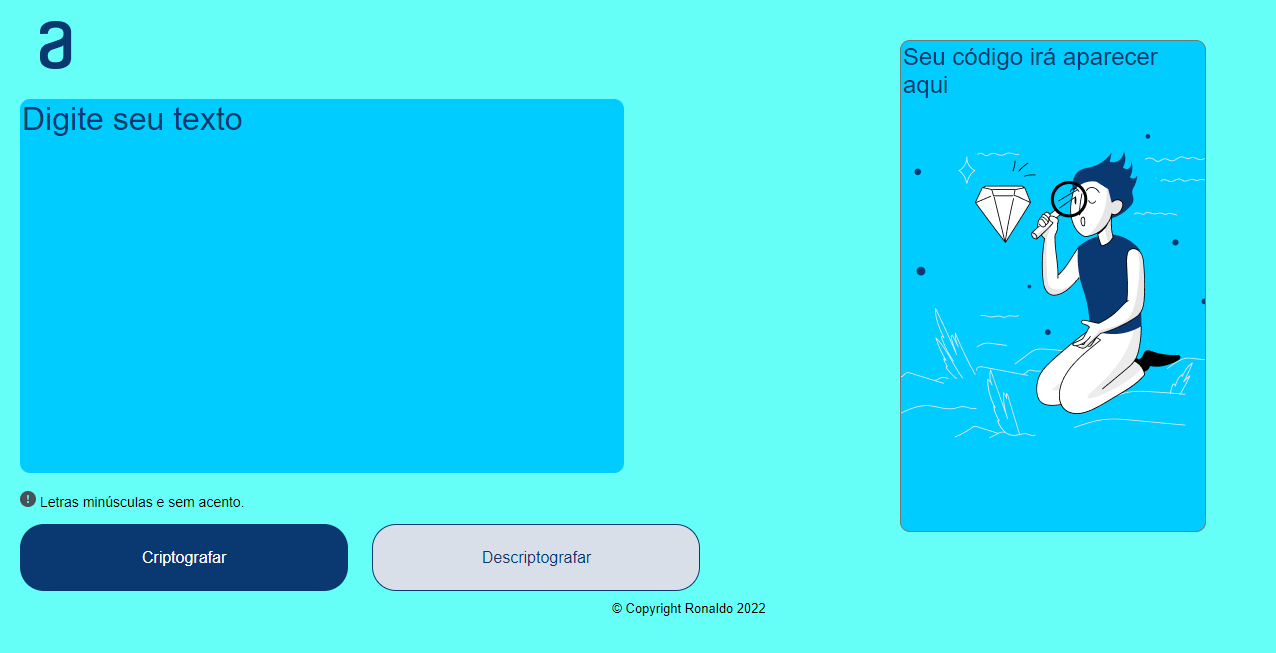 a
Digite seu texto
Seu código irá aparecer
aqui
Letras minúsculas e sem acento.
Criptografar
Descriptografar
© Copyright Ronaldo 2022